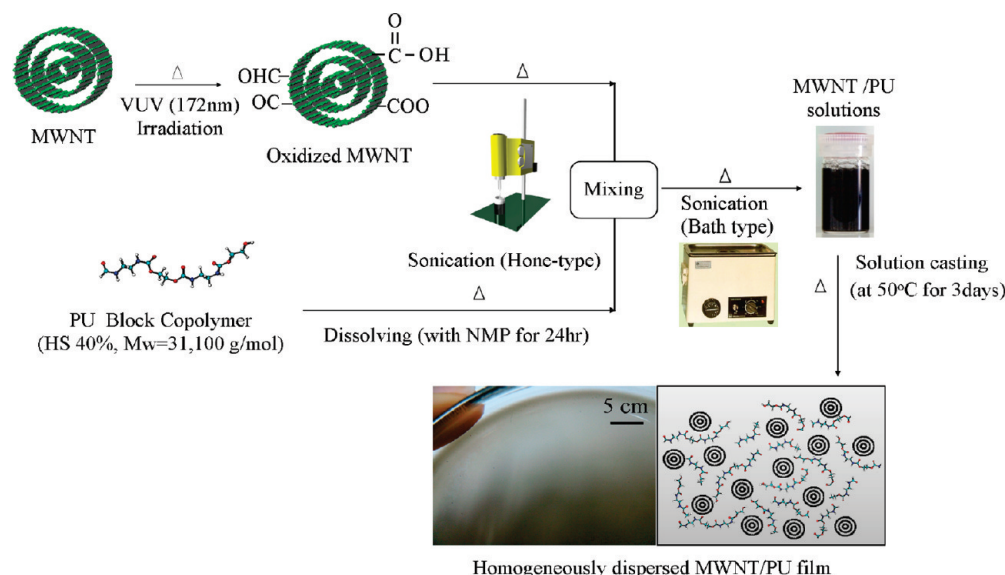 MWNT
Δ
VUV (172nm)
Irradiation
O
C
OH
OHC
OC
COO
Oxidized MWNT
Δ
Sonication (Hone-type)
Mixing
Δ
Sonication
(Bath type)
MWNT /PU
solutions
PU Block Copolymer
(HS 40%, Mw=31,100 g/mol)
Δ
Dissolving (with NMP for 24hr)
Δ
Solution casting
(at 50°C for 3days)
5 cm
Homogeneously dispersed MWNT/PU film